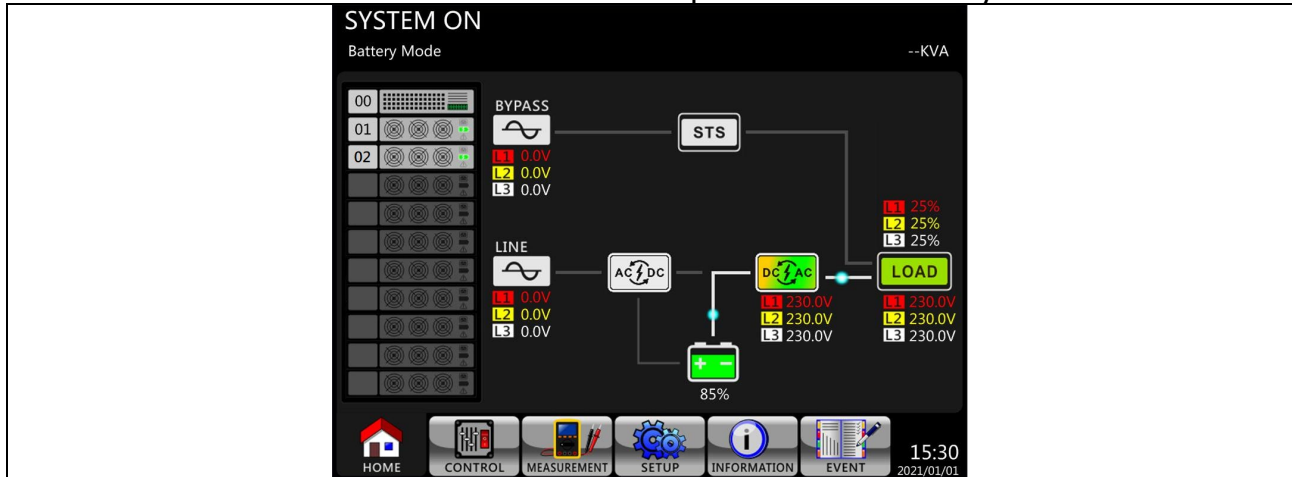 SYSTEM ON
Battery Mode
--KVA
00
01
02
BYPASS
L1 0.0V
L2 0.0V
L3 0.0V
STS
L1 25%
L2 25%
L3 25%
LINE
AC DC
DC AC
LOAD
L1 0.0V
L2 0.0V
L3 0.0V
L1 230.0V
L2 230.0V
L3 230.0V
L1 230.0V
L2 230.0V
L3 230.0V
+ -
85%
HOME
CONTROL
MEASUREMENT
SETUP
INFORMATION
EVENT
15:30
2021/01/01